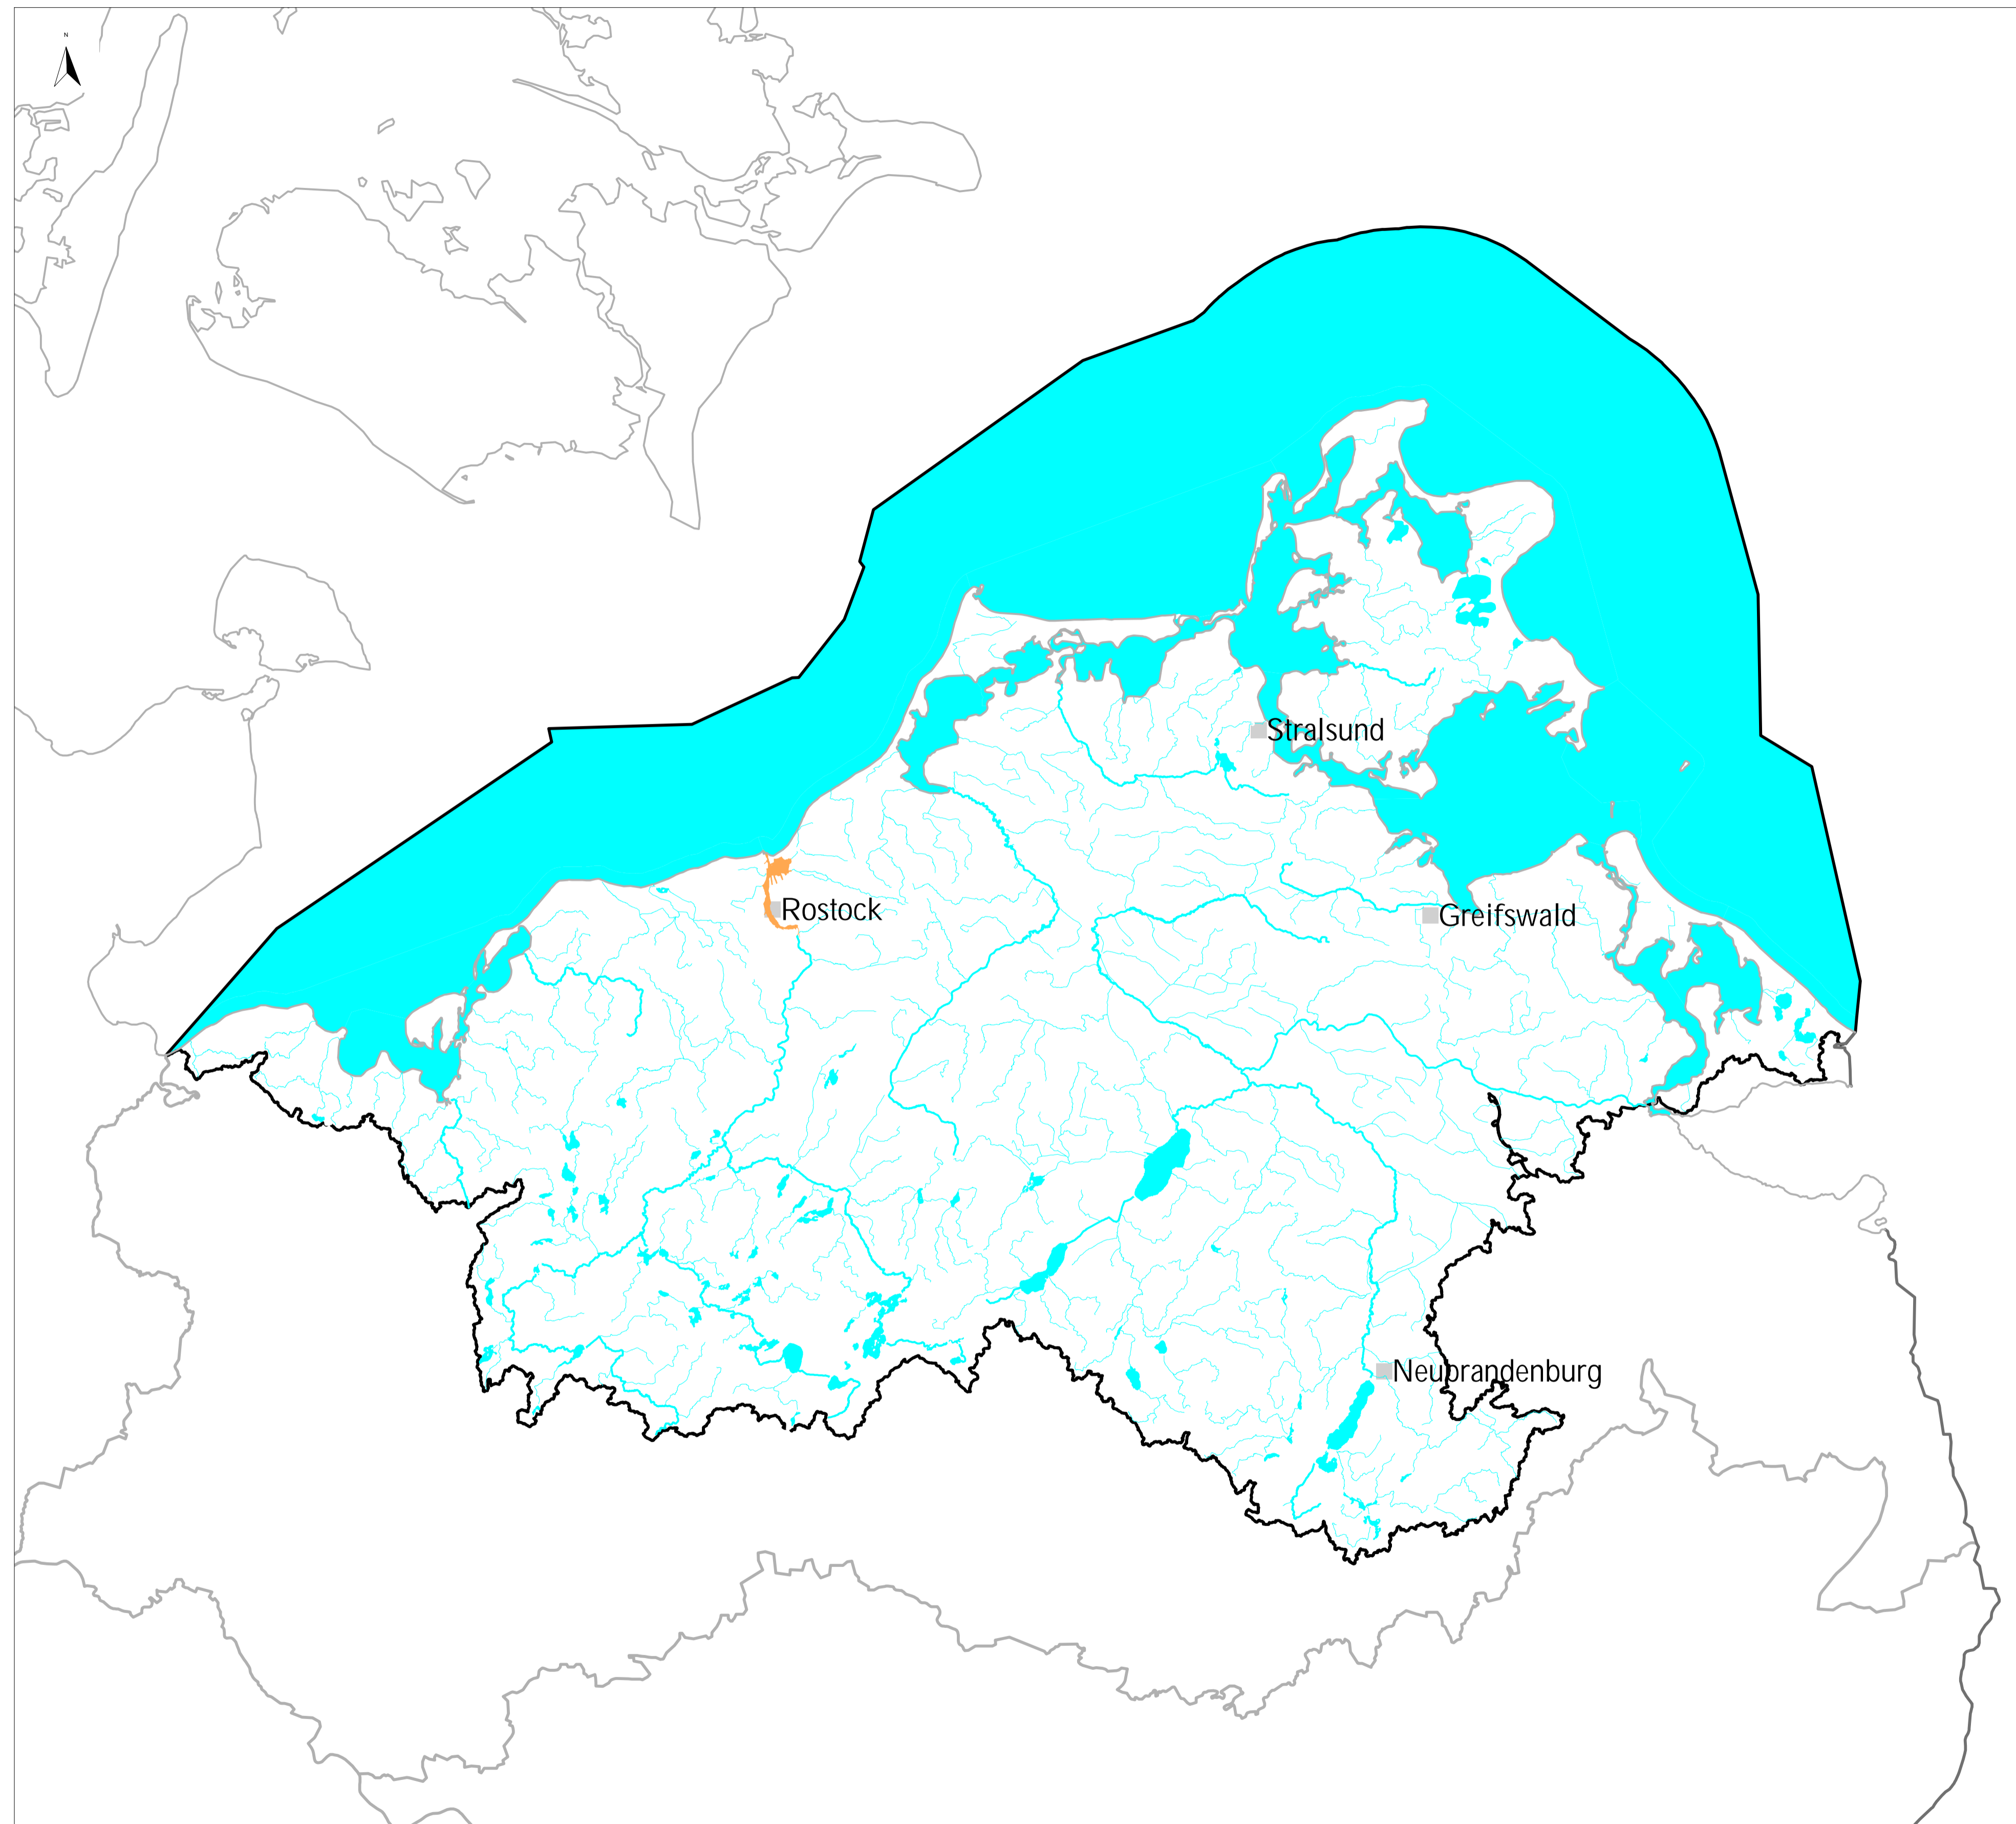 N
Stralsund
Rostock
Greifswald
Neubrandenburg